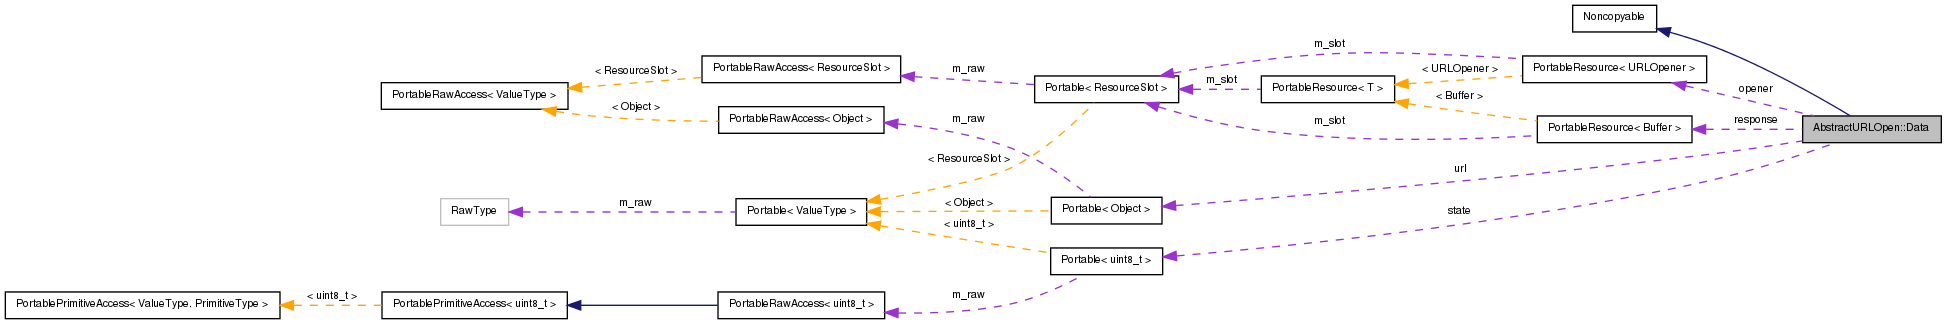 Noncopyable
m_slot
PortableRawAccess< ResourceSlot >
< ResourceSlot >
m_raw
PortableResource< URLOpener >
< URLOpener >
m_slot
Portable< ResourceSlot >
PortableResource< T >
opener
PortableRawAccess< ValueType >
< Object >
< Buffer >
PortableRawAccess< Object >
m_raw
m_slot
PortableResource< Buffer >
response
AbstractURLOpen::Data
< ResourceSlot >
url
RawType
m_raw
Portable< ValueType >
< Object >
Portable< Object >
state
< uint8_t >
Portable< uint8_t >
m_raw
PortablePrimitiveAccess< ValueType, PrimitiveType >
< uint8_t >
PortablePrimitiveAccess< uint8_t >
PortableRawAccess< uint8_t >